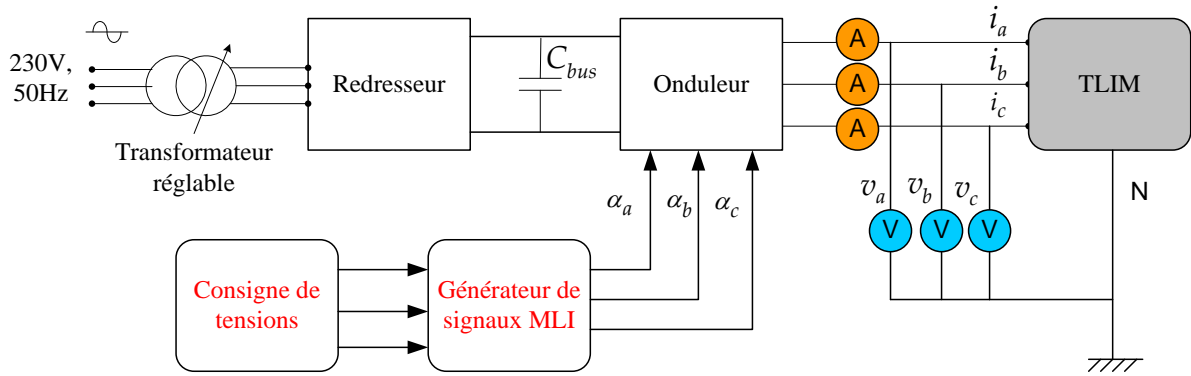 230V,
50Hz
Transformateur
réglable
Redresseur
C_bus
Onduleur
A
A
A
i_a
i_b
i_c
TLIM
v_a
v_b
v_c
V
V
V
N
α_a
α_b
α_c
Consigne de
tensions
Générateur de
signaux MLI